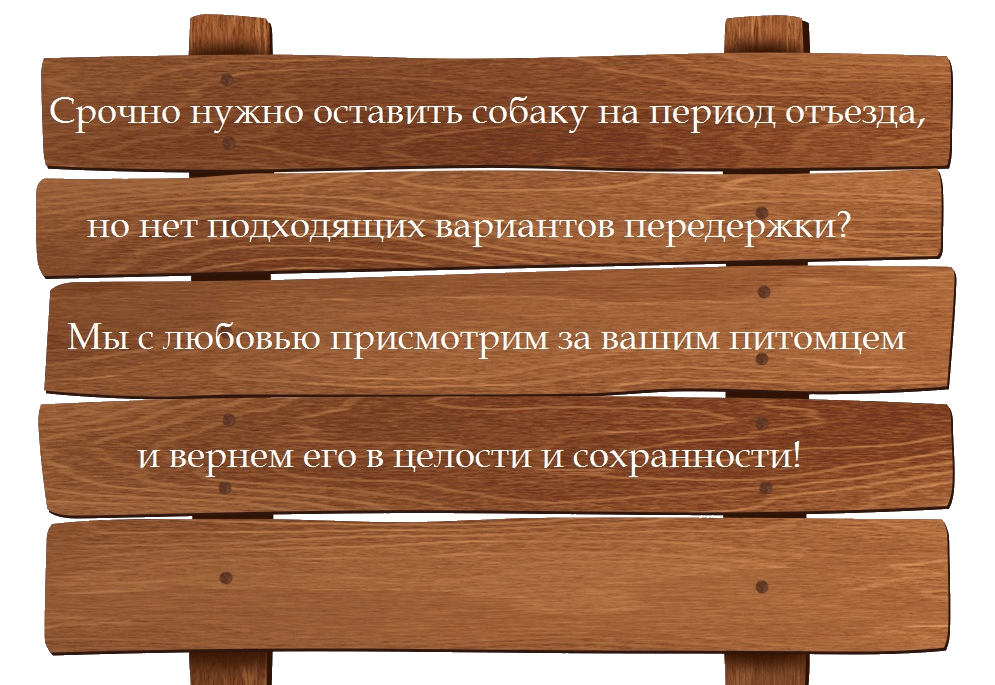 Срочно нужно оставить собаку на период отъезда,
но нет подходящих вариантов передержки?
Мы с любовью присмотрим за вашим питомцем
и вернем его в целости и сохранности!